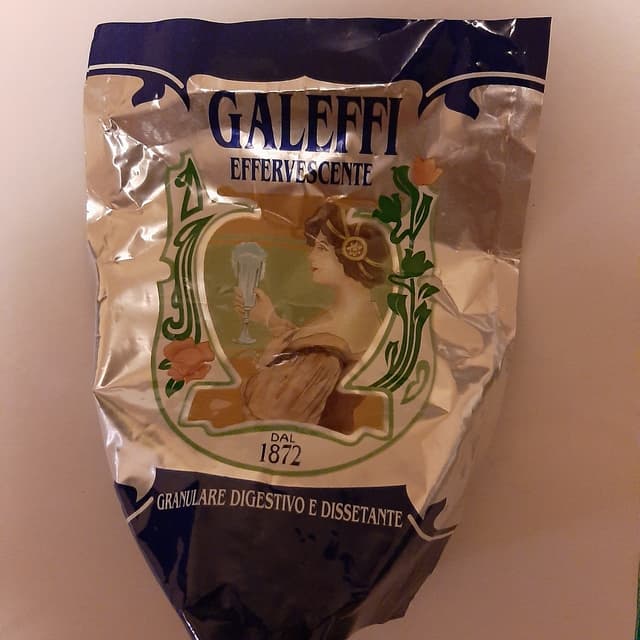 GALEFFI
EFFERVESCENTE
DAL
1872
GRANULARE DIGESTIVO E DISSETANTE